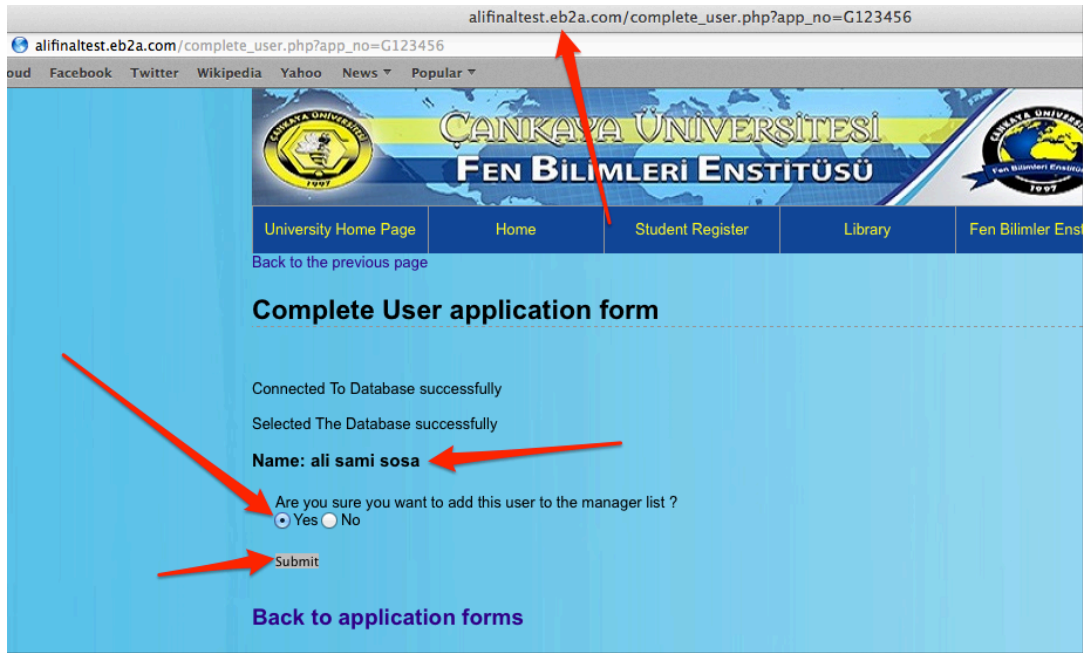 alifinaltest.eb2a.com/complete_user.php?app_no=G123456
alifinaltest.eb2a.com/complete_user.php?app_no=G123456
oud Facebook Twitter Wikipedia Yahoo News Popular
ÇANKAYA ÜNİVERSİTESİ
FEN BİLİMLERİ ENSTİTÜSÜ
1997
1997
University Home Page Home Student Register Library Fen Bilimler Enst
Back to the previous page
Complete User application form
Connected To Database successfully
Selected The Database successfully
Name: ali sami sosa
Are you sure you want to add this user to the manager list ?
Yes No
Submit
Back to application forms